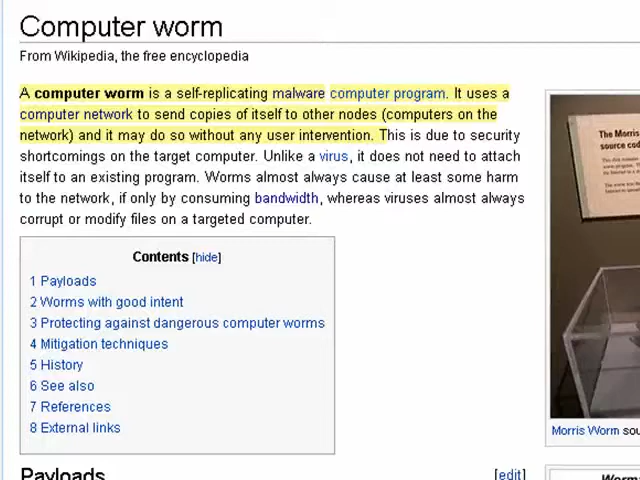 Computer worm
From Wikipedia, the free encyclopedia
A computer worm is a self-replicating malware computer program. It uses a
computer network to send copies of itself to other nodes (computers on the
network) and it may do so without any user intervention. This is due to security
shortcomings on the target computer. Unlike a virus, it does not need to attach
itself to an existing program. Worms almost always cause at least some harm
to the network, if only by consuming bandwidth, whereas viruses almost always
corrupt or modify files on a targeted computer.
Contents [hide]
1 Payloads
2 Worms with good intent
3 Protecting against dangerous computer worms
4 Mitigation techniques
5 History
6 See also
7 References
8 External links
Payloads [edit]
The Morris
source cod
Morris Worm sou